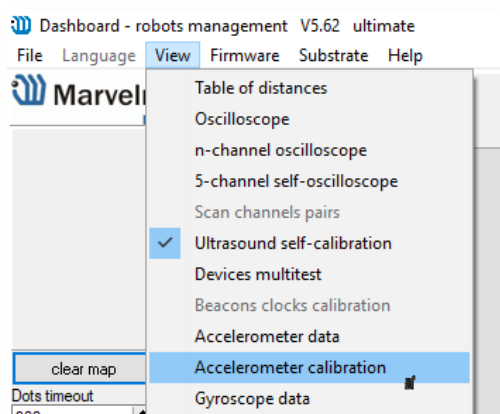 Dashboard - robots management V5.62 ultimate
File Language View Firmware Substrate Help
Table of distances
Oscilloscope
n-channel oscilloscope
5-channel self-oscilloscope
Scan channels pairs
Ultrasound self-calibration
Devices multitest
Beacons clocks calibration
Accelerometer data
Accelerometer calibration
Gyroscope data
clear map
Dots timeout